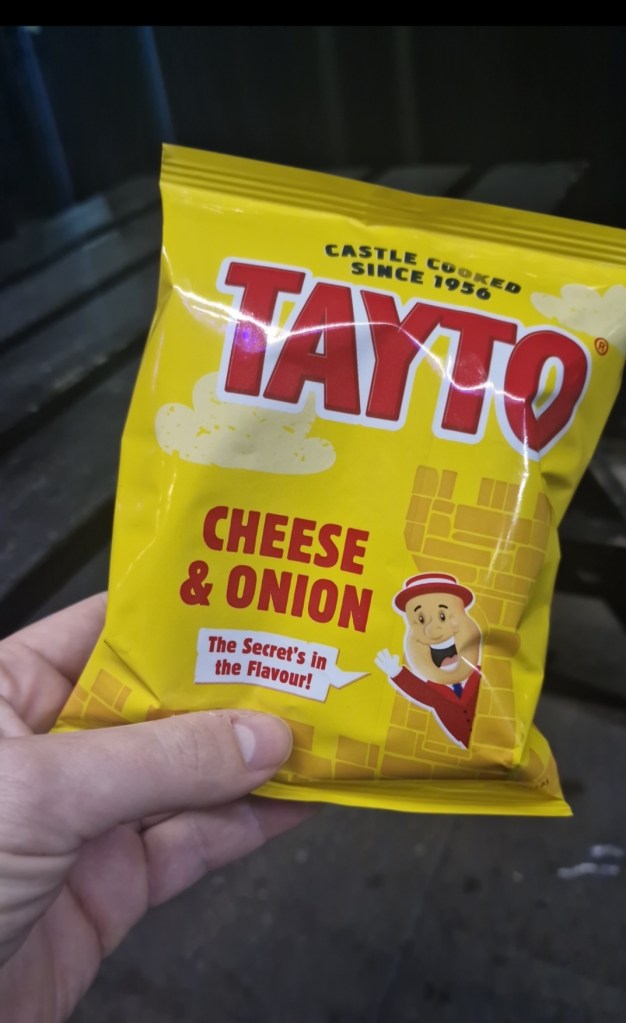 CASTLE COOKED
SINCE 1956
TAYTO®
CHEESE
& ONION
The Secret's in
the Flavour!